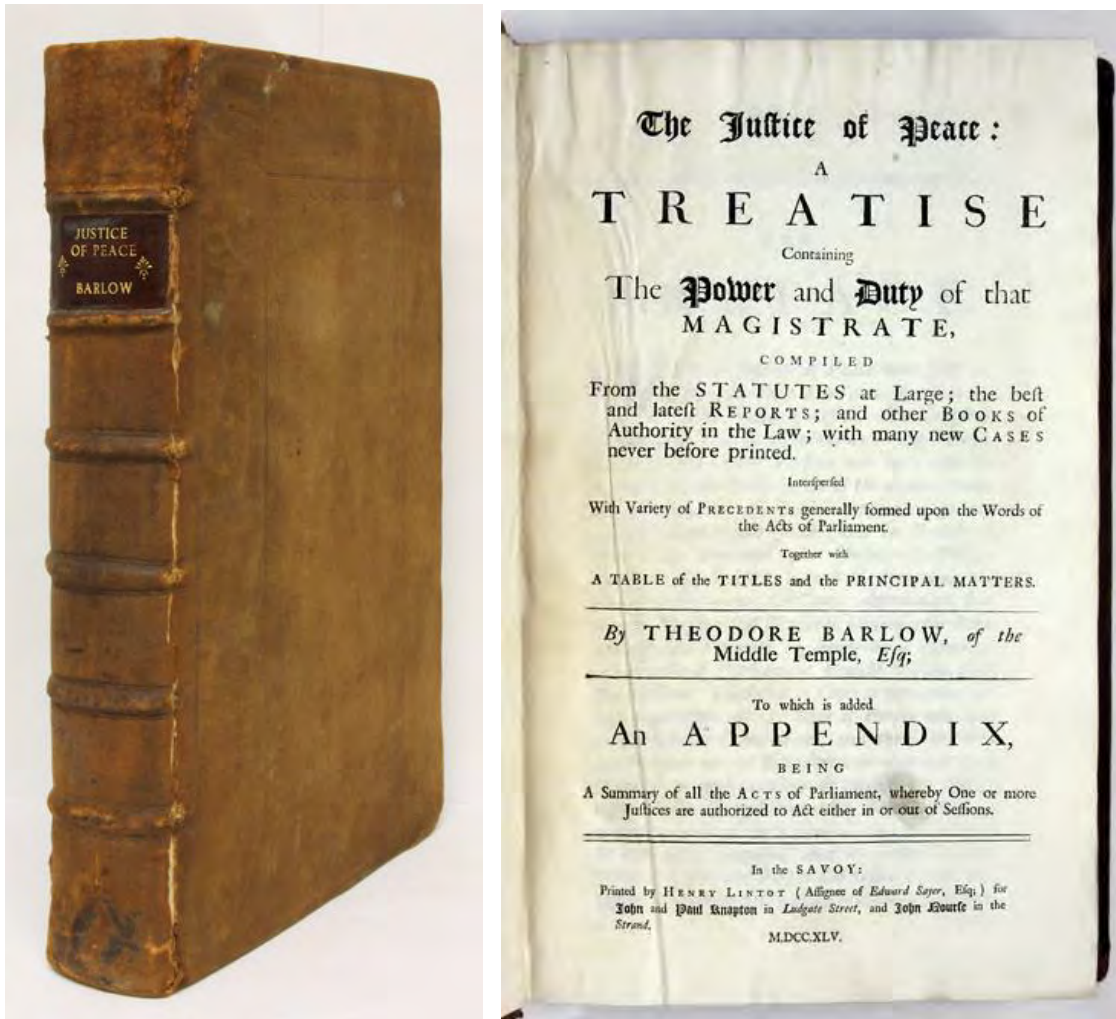 JUSTICE
OF PEACE
BARLOW
The Juſtice of Peace:
A
TREATISE
Containing
The Power and Duty of that
MAGISTRATE,
COMPILED
From the STATUTES at Large; the beſt
and lateſt REPORTS; and other BOOKS of
Authority in the Law; with many new CASES
never before printed.
Interſperſed
With Variety of PRECEDENTS generally formed upon the Words of
the Acts of Parliament.
Together with
A TABLE of the TITLES and the PRINCIPAL MATTERS.
By THEODORE BARLOW, of the
Middle Temple, Eſq;
To which is added
An APPENDIX,
BEING
A Summary of all the ACTS of Parliament, whereby One or more
Juſtices are authorized to Act either in or out of Seſſions.
In the SAVOY:
Printed by HENRY LINTOT (Aſſignee of Edward Sayer, Eſq;) for
John and Paul Knapton in Ludgate Street, and John Nourſe in the
Strand.
M.DCC.XLV.